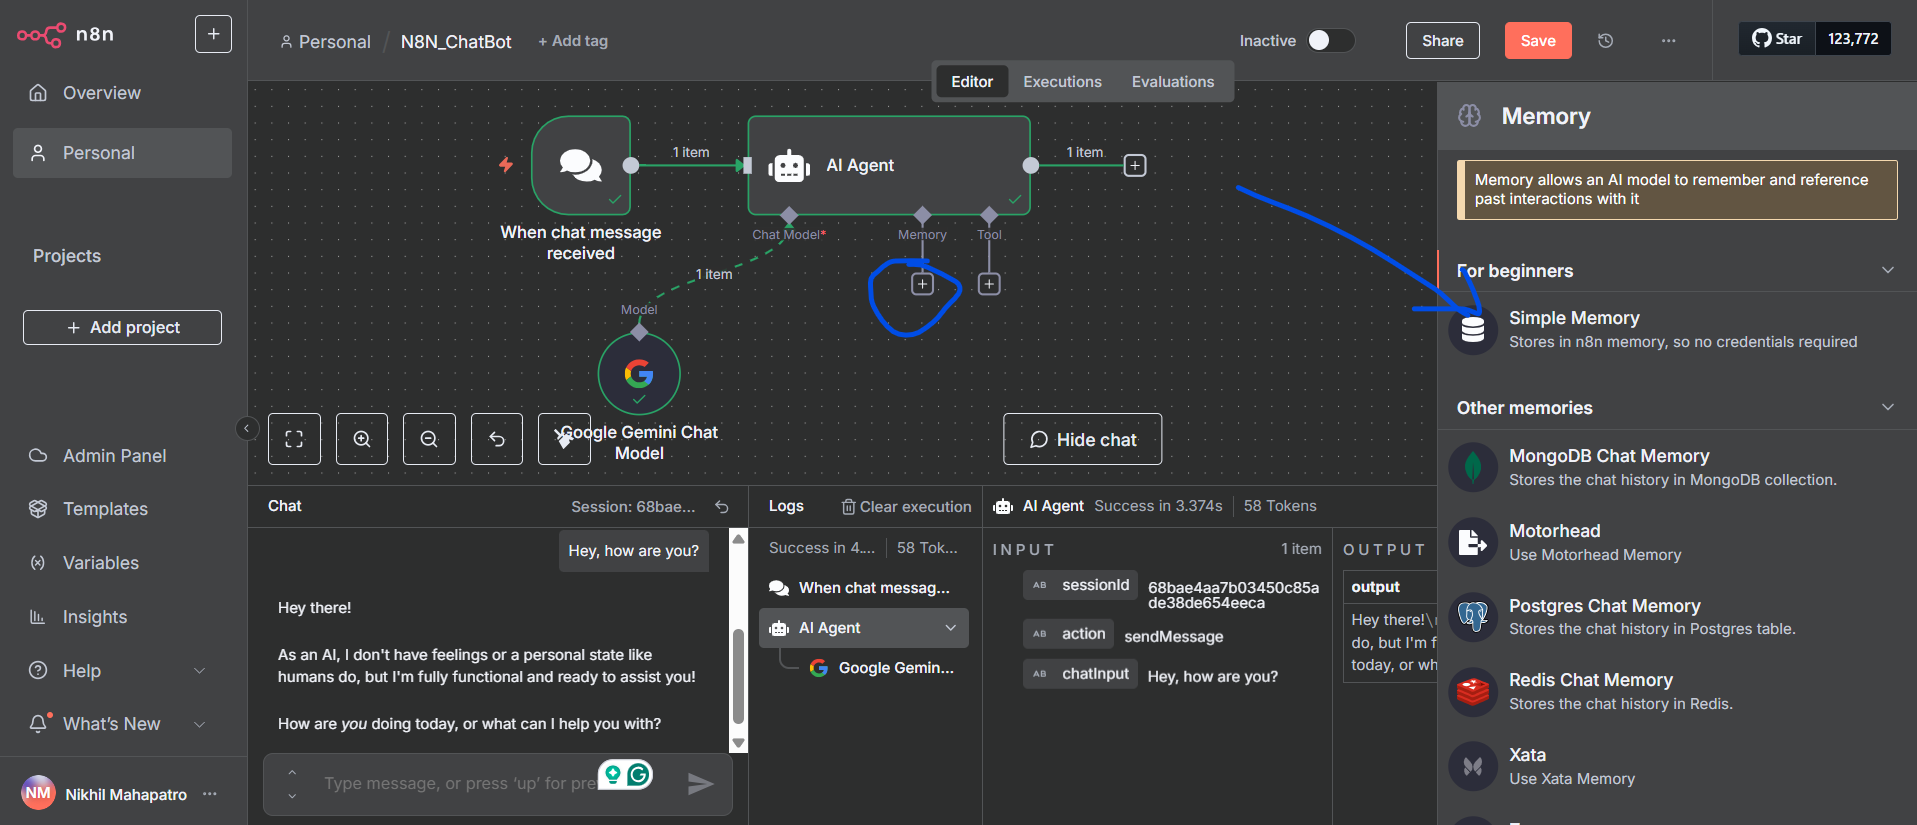 n8n
+
Overview
Personal
Projects
+ Add project
Admin Panel
Templates
Variables
Insights
Help
What's New
NM
Nikhil Mahapatro
Personal / N8N_ChatBot
+ Add tag
Inactive
Share
Save
Star
123,772
Editor
Executions
Evaluations
1 item
AI Agent
1 item
When chat message
received
Chat Model*
Memory
Tool
1 item
Model
Google Gemini Chat
Model
Hide chat
Chat
Session: 68bae...
Hey, how are you?
Hey there!
As an AI, I don't have feelings or a personal state like
humans do, but I'm fully functional and ready to assist you!
How are you doing today, or what can I help you with?
Type message, or press 'up' for pre
Logs
Clear execution
Success in 4....
58 Tok...
When chat messag...
AI Agent
Google Gemin...
AI Agent
Success in 3.374s
58 Tokens
INPUT
1 item
AB sessionId
68bae4aa7b03450c85a
de38de654eeca
AB action
sendMessage
AB chatInput
Hey, how are you?
OUTPUT
output
Hey there!\
do, but I'm f
today, or wh
Memory
Memory allows an AI model to remember and reference
past interactions with it
For beginners
Simple Memory
Stores in n8n memory, so no credentials required
Other memories
MongoDB Chat Memory
Stores the chat history in MongoDB collection.
Motorhead
Use Motorhead Memory
Postgres Chat Memory
Stores the chat history in Postgres table.
Redis Chat Memory
Stores the chat history in Redis.
Xata
Use Xata Memory